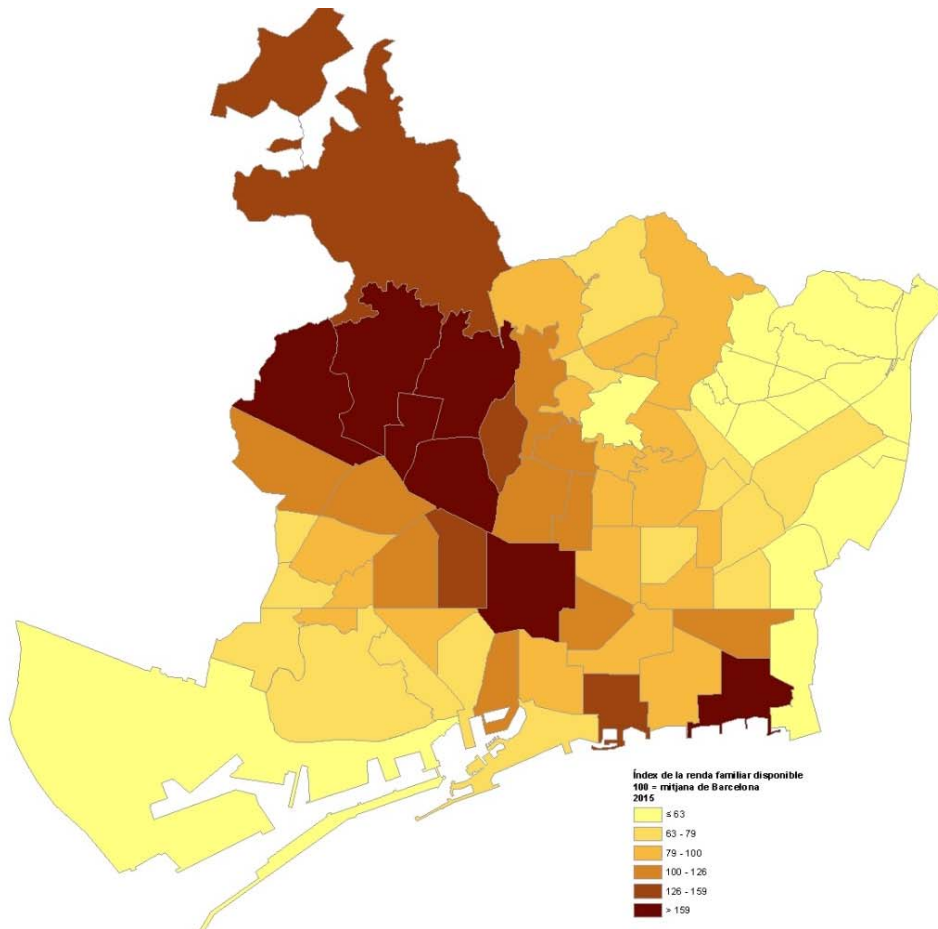 Índex de la renda familiar disponible
100 = mitjana de Barcelona
2015
≤ 63
63 - 79
79 - 100
100 - 126
126 - 159
> 159